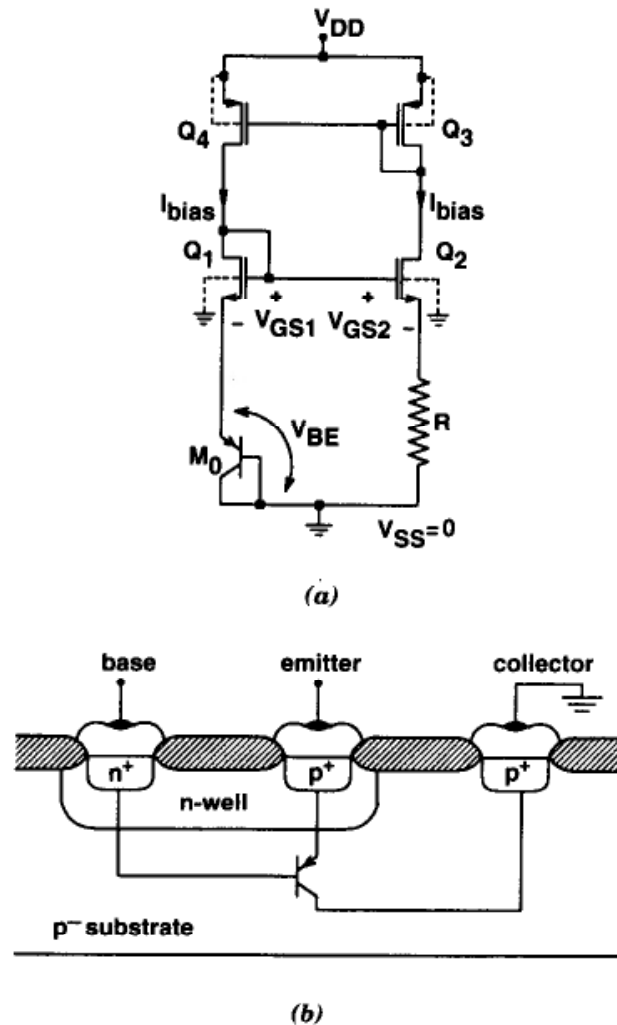 V_DD
Q_4 Q_3
I_bias I_bias
Q_1 Q_2
+ +
V_GS1 V_GS2
- -
R
V_BE
M_0
V_SS=0
(a)
base emitter collector
n+ p+ p+
n-well
p- substrate
(b)